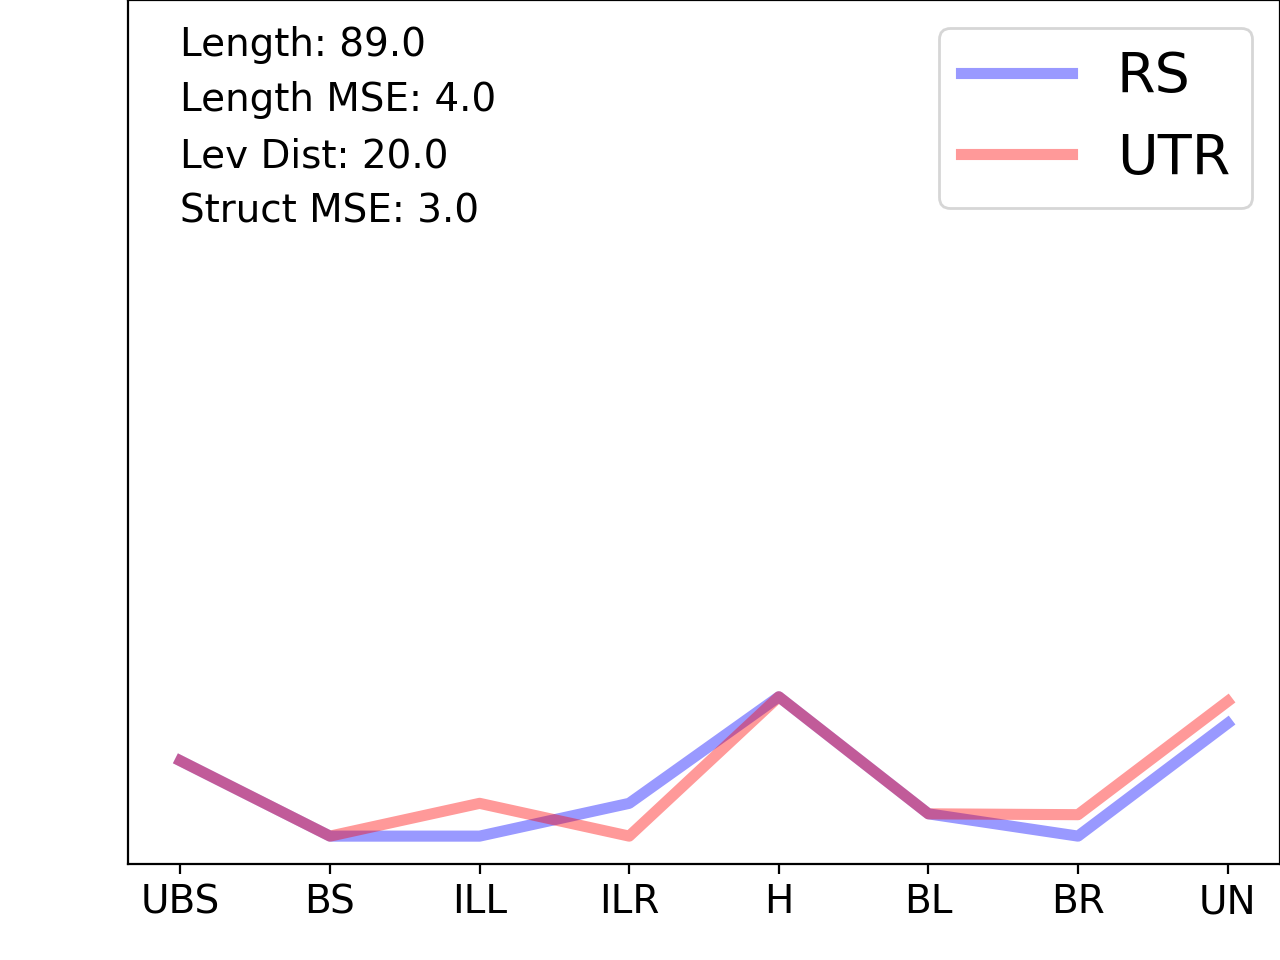 Length: 89.0
Length MSE: 4.0
Lev Dist: 20.0
Struct MSE: 3.0
RS
UTR
UBS BS ILL ILR H BL BR UN